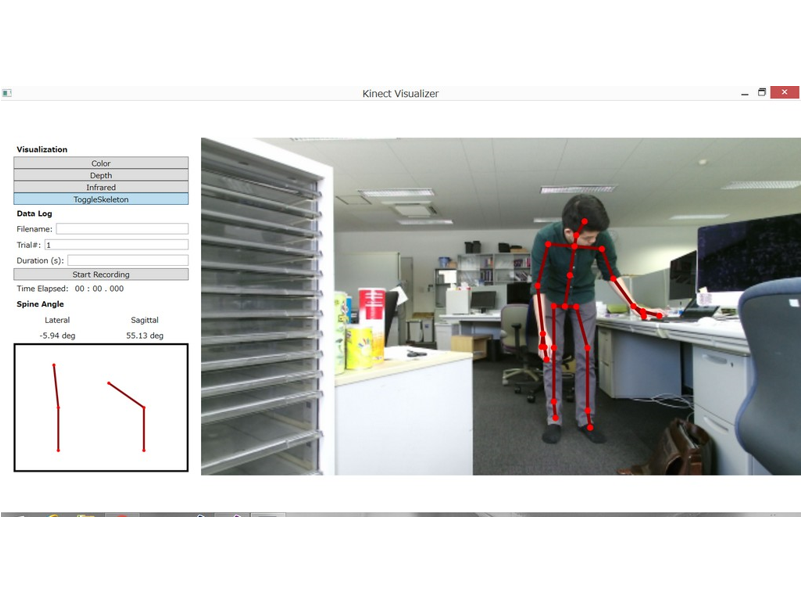 Kinect Visualizer
Visualization
Color
Depth
Infrared
ToggleSkeleton
Data Log
Filename:
Trial#: 1
Duration (s):
Start Recording
Time Elapsed: 00 : 00 . 000
Spine Angle
Lateral Sagittal
-5.94 deg 55.13 deg